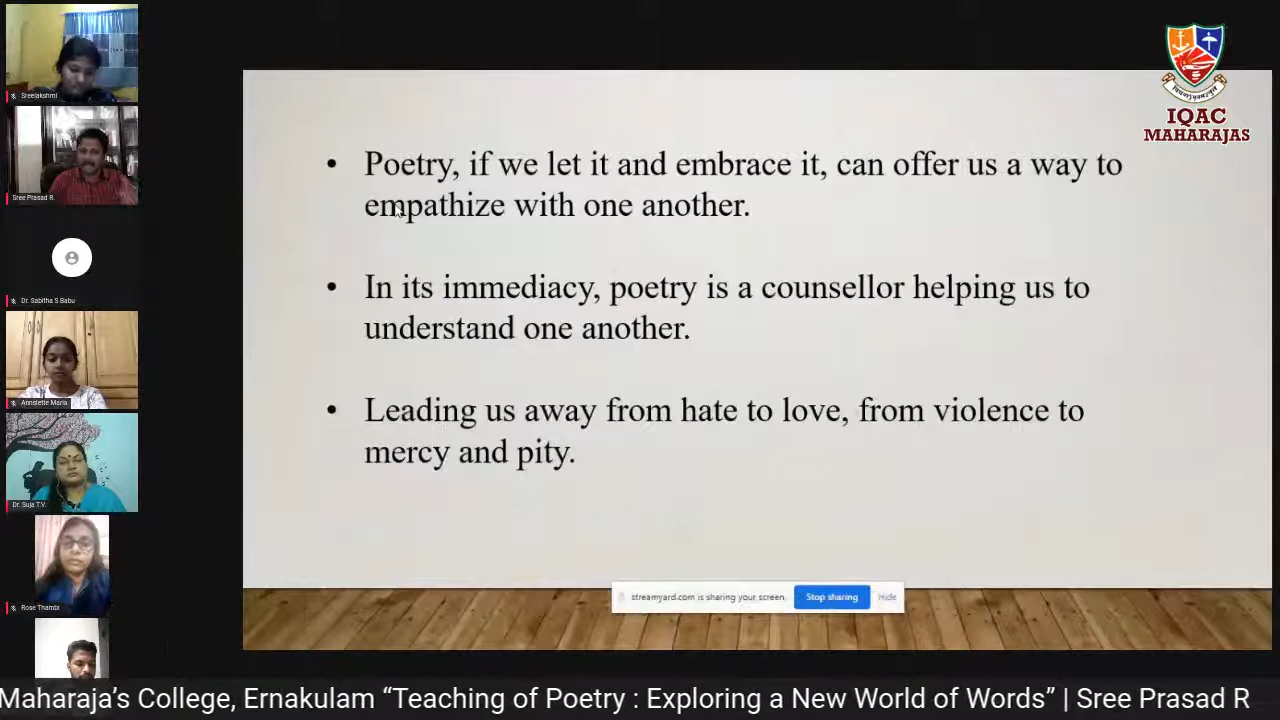 Sreelakshmi
Sree Prasad R.
Dr. Sabitha S Babu
Annslette Maria
Dr. Suja T.V.
Rose Thambi
IQAC
MAHARAJAS
• Poetry, if we let it and embrace it, can offer us a way to
empathize with one another.
• In its immediacy, poetry is a counsellor helping us to
understand one another.
• Leading us away from hate to love, from violence to
mercy and pity.
streamyard.com is sharing your screen. Stop sharing Hide
Maharaja’s College, Ernakulam “Teaching of Poetry : Exploring a New World of Words” | Sree Prasad R